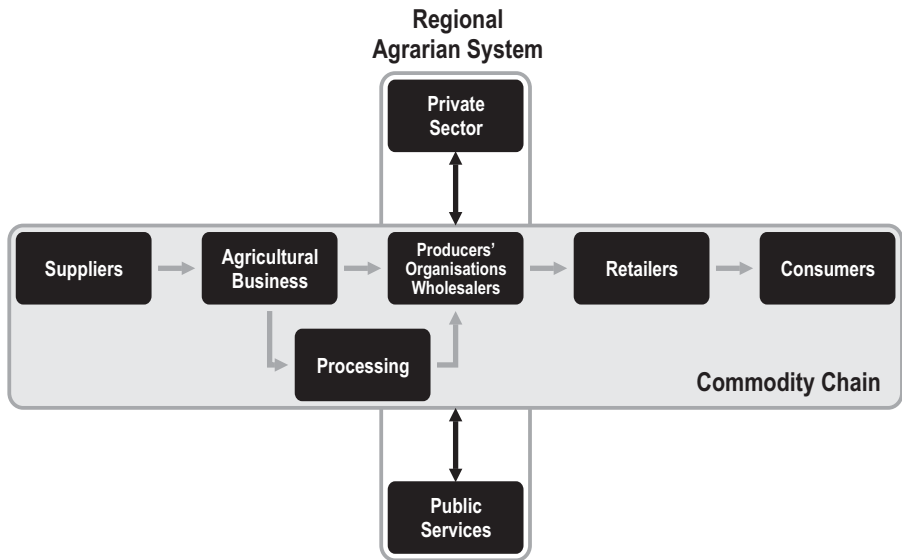 Regional
Agrarian System
Private
Sector
Suppliers
Agricultural
Business
Producers’
Organisations
Wholesalers
Retailers
Consumers
Processing
Commodity Chain
Public
Services